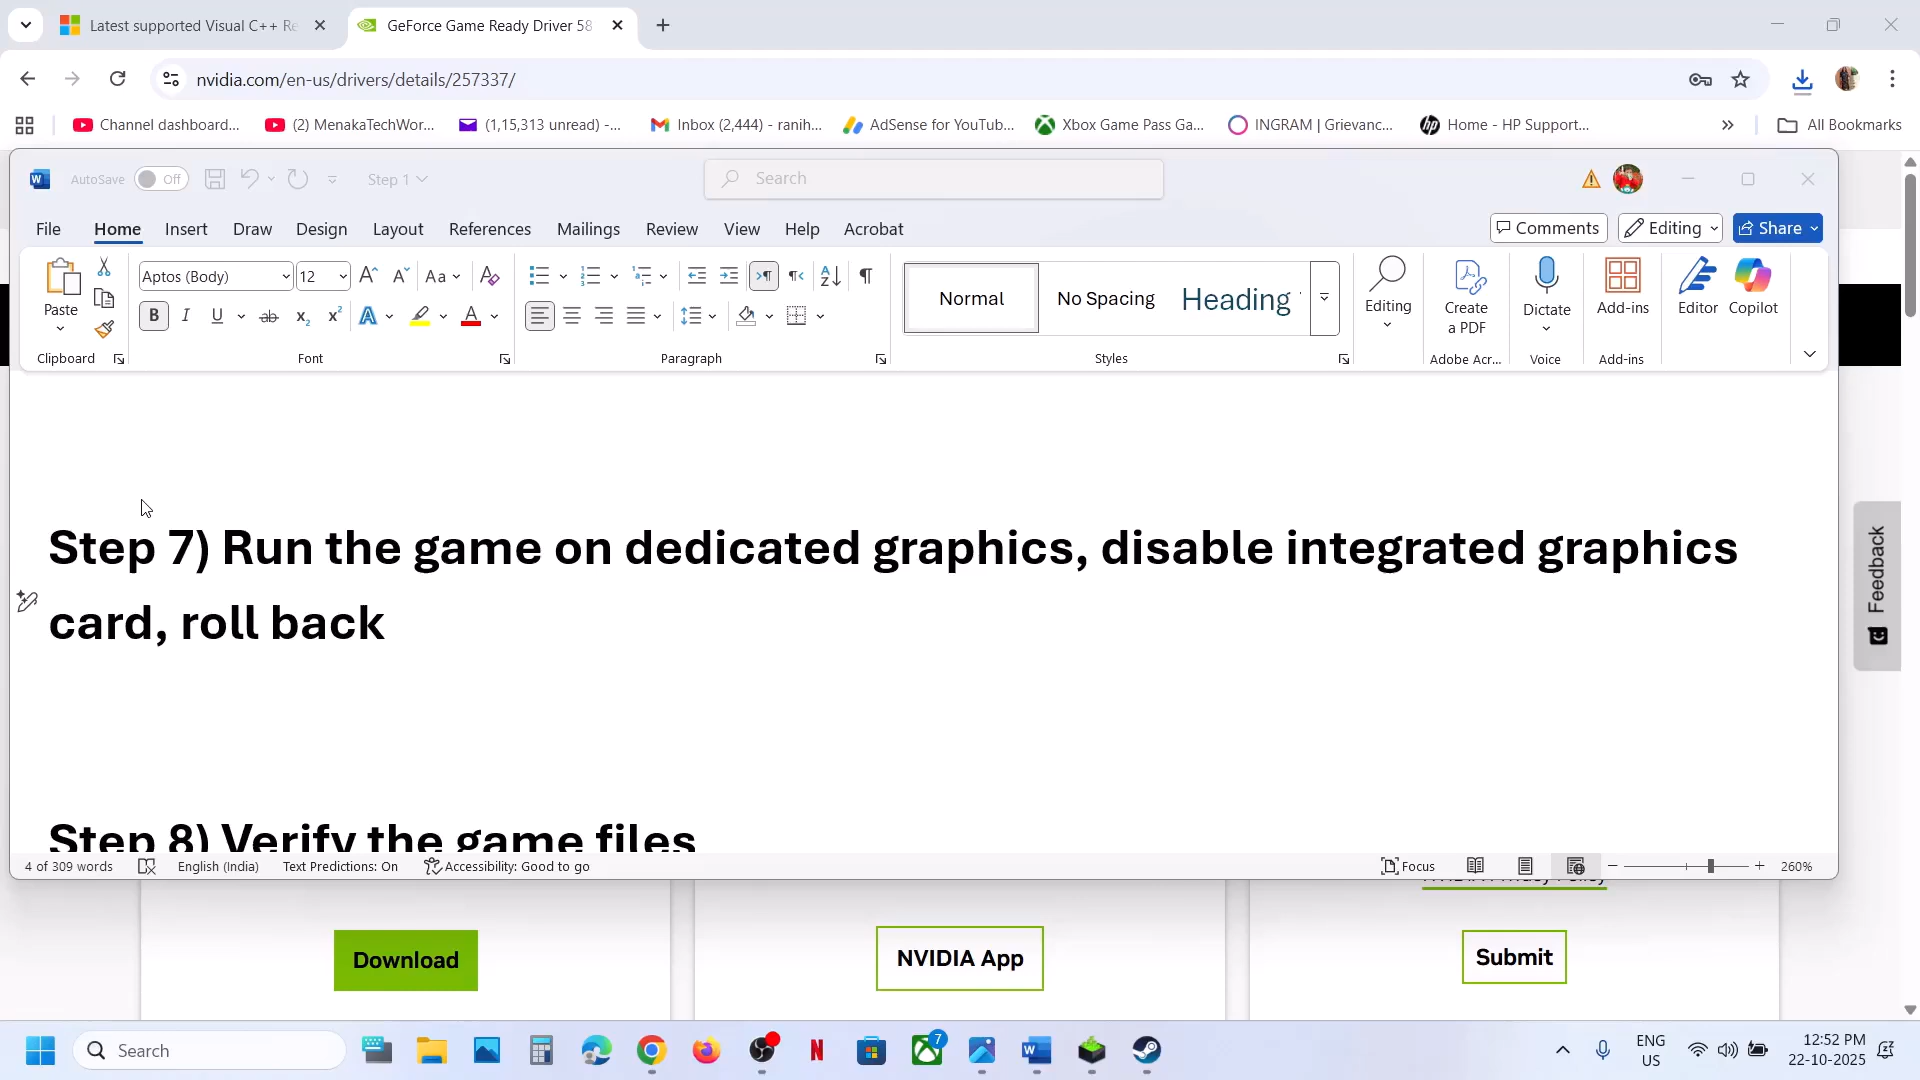 Latest supported Visual C++ Re
GeForce Game Ready Driver 58
nvidia.com/en-us/drivers/details/257337/
Channel dashboard...
(2) MenakaTechWor...
(1,15,313 unread) -...
Inbox (2,444) - ranih...
AdSense for YouTub...
Xbox Game Pass Ga...
INGRAM | Grievanc...
Home - HP Support...
All Bookmarks
AutoSave
Off
Step 1
Search
File
Home
Insert
Draw
Design
Layout
References
Mailings
Review
View
Help
Acrobat
Comments
Editing
Share
Paste
Clipboard
Aptos (Body)
12
Font
Paragraph
Normal
No Spacing
Heading
Styles
Editing
Create
a PDF
Adobe Acr...
Dictate
Voice
Add-ins
Add-ins
Editor
Copilot
Step 7) Run the game on dedicated graphics, disable integrated graphics
card, roll back
Step 8) Verify the game files
4 of 309 words
English (India)
Text Predictions: On
Accessibility: Good to go
Focus
260%
Feedback
Download
NVIDIA App
Submit
Search
7
ENG
US
12:52 PM
22-10-2025